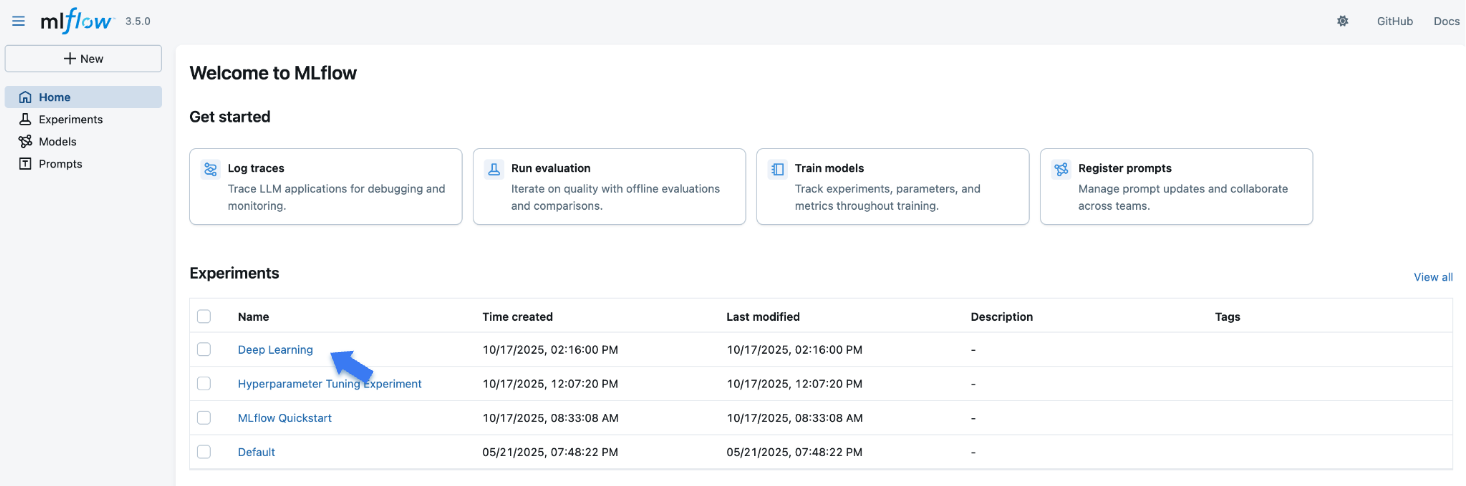 mlflow 3.5.0 GitHub Docs
New
Home
Experiments
Models
Prompts
Welcome to MLflow
Get started
Log traces
Trace LLM applications for debugging and
monitoring.
Run evaluation
Iterate on quality with offline evaluations
and comparisons.
Train models
Track experiments, parameters, and
metrics throughout training.
Register prompts
Manage prompt updates and collaborate
across teams.
Experiments View all
Name Time created Last modified Description Tags
Deep Learning 10/17/2025, 02:16:00 PM 10/17/2025, 02:16:00 PM -
Hyperparameter Tuning Experiment 10/17/2025, 12:07:20 PM 10/17/2025, 12:07:20 PM -
MLflow Quickstart 10/17/2025, 08:33:08 AM 10/17/2025, 08:33:08 AM -
Default 05/21/2025, 07:48:22 PM 05/21/2025, 07:48:22 PM -